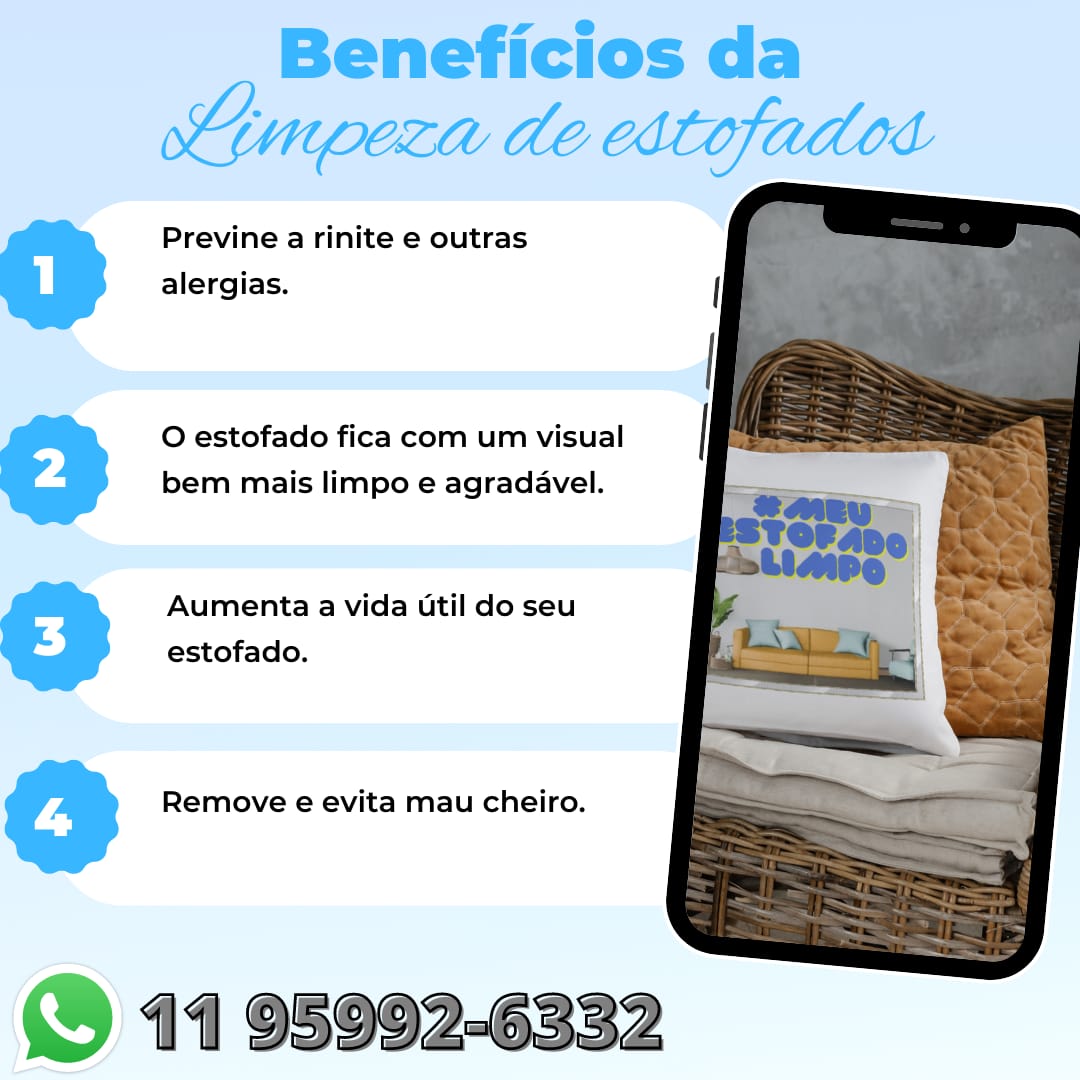 Benefícios da
Limpeza de estofados
1
Previne a rinite e outras
alergias.
2
O estofado fica com um visual
bem mais limpo e agradável.
3
Aumenta a vida útil do seu
estofado.
4
Remove e evita mau cheiro.
#MEU
ESTOFADO
LIMPO
11 95992-6332